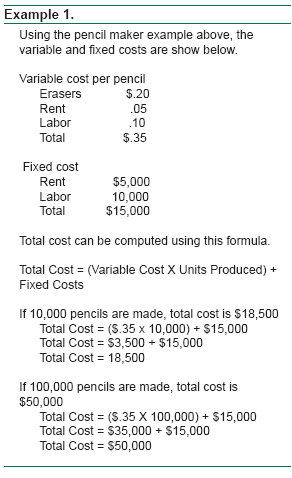 Example 1.
Using the pencil maker example above, the
variable and fixed costs are show below.
Variable cost per pencil
Erasers $.20
Rent .05
Labor .10
Total $.35
Fixed cost
Rent $5,000
Labor 10,000
Total $15,000
Total cost can be computed using this formula.
Total Cost = (Variable Cost X Units Produced) +
Fixed Costs
If 10,000 pencils are made, total cost is $18,500
Total Cost = ($.35 x 10,000) + $15,000
Total Cost = $3,500 + $15,000
Total Cost = 18,500
If 100,000 pencils are made, total cost is
$50,000
Total Cost = ($.35 X 100,000) + $15,000
Total Cost = $35,000 + $15,000
Total Cost = $50,000